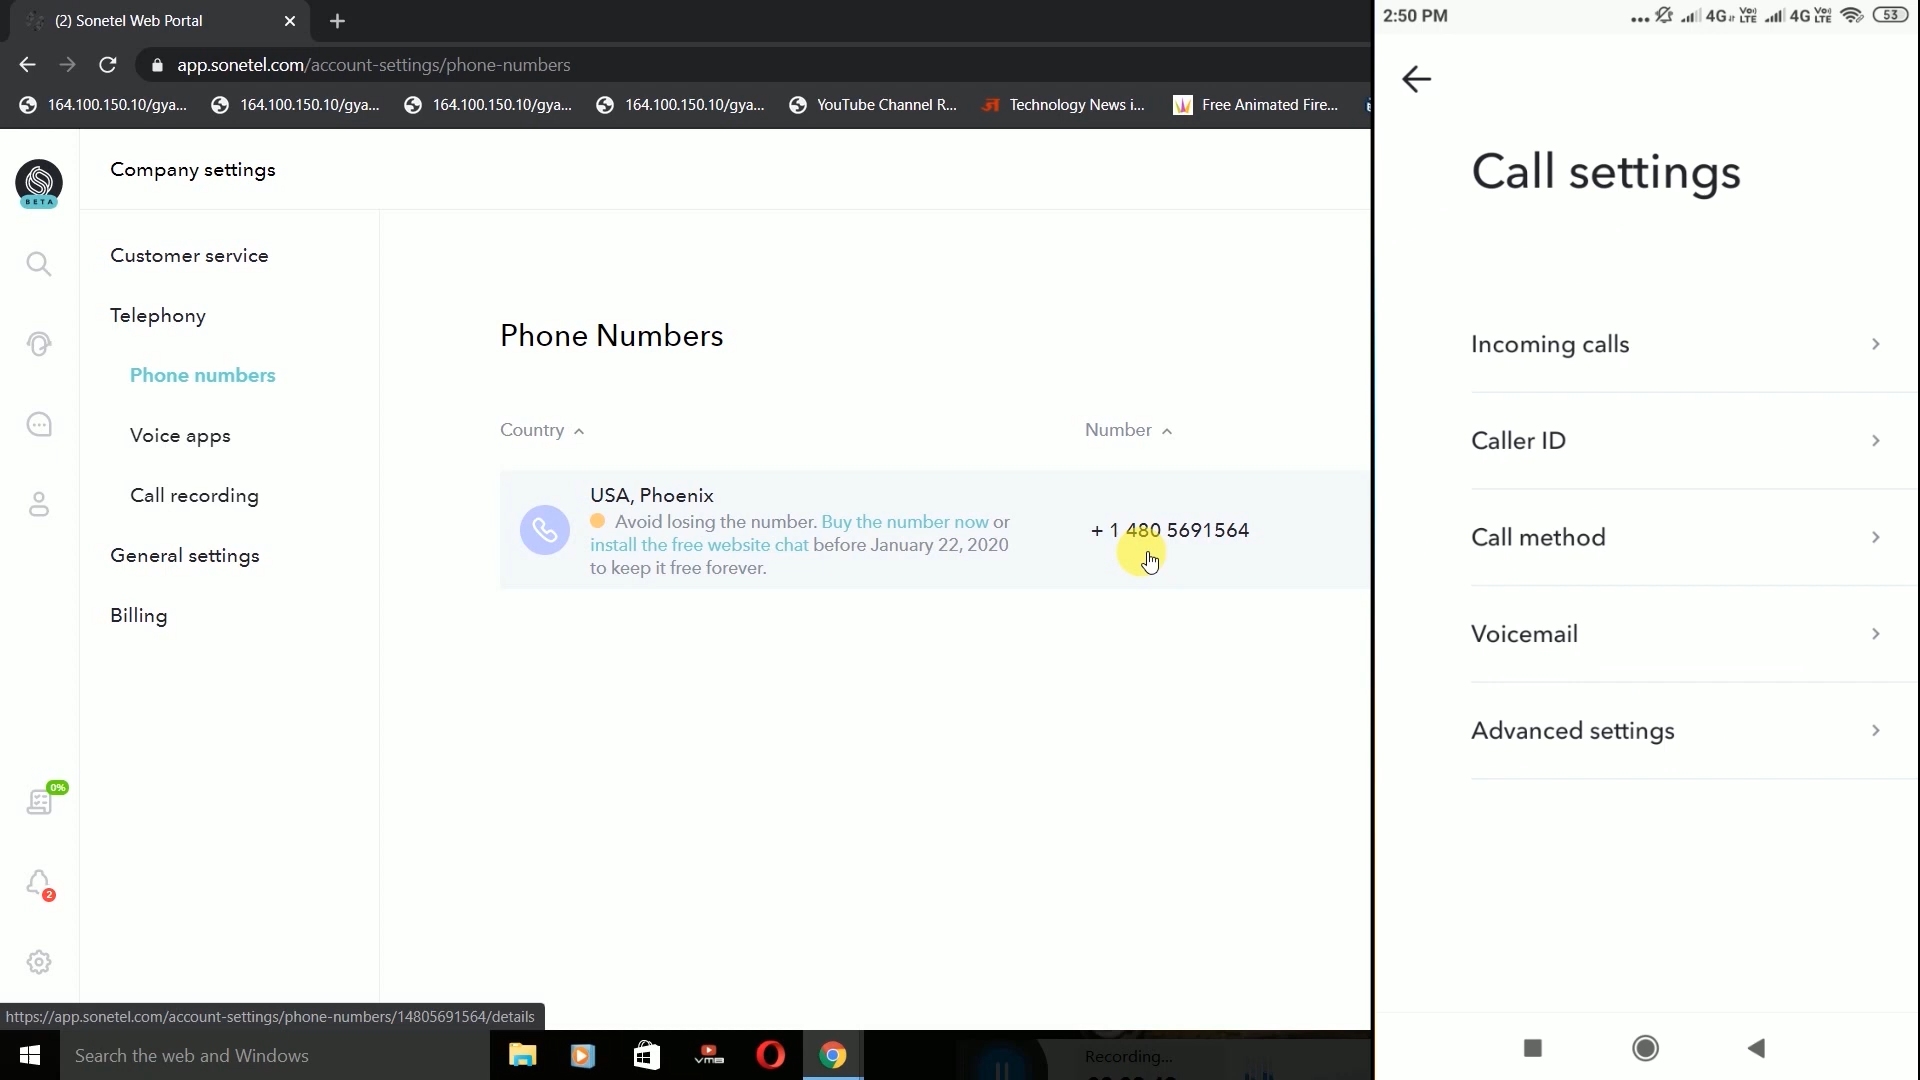 (2) Sonetel Web Portal
app.sonetel.com/account-settings/phone-numbers
164.100.150.10/gya... 164.100.150.10/gya... 164.100.150.10/gya... 164.100.150.10/gya... YouTube Channel R... Technology News i... Free Animated Fire...
BETA
Company settings
Customer service
Telephony
Phone numbers
Voice apps
Call recording
General settings
Billing
0%
2
Phone Numbers
Country Number
USA, Phoenix
Avoid losing the number. Buy the number now or
install the free website chat before January 22, 2020
to keep it free forever.
+ 1 480 5691564
https://app.sonetel.com/account-settings/phone-numbers/14805691564/details
Search the web and Windows
Recording...
2:50 PM
4G VoLTE 4G VoLTE 53
Call settings
Incoming calls
Caller ID
Call method
Voicemail
Advanced settings